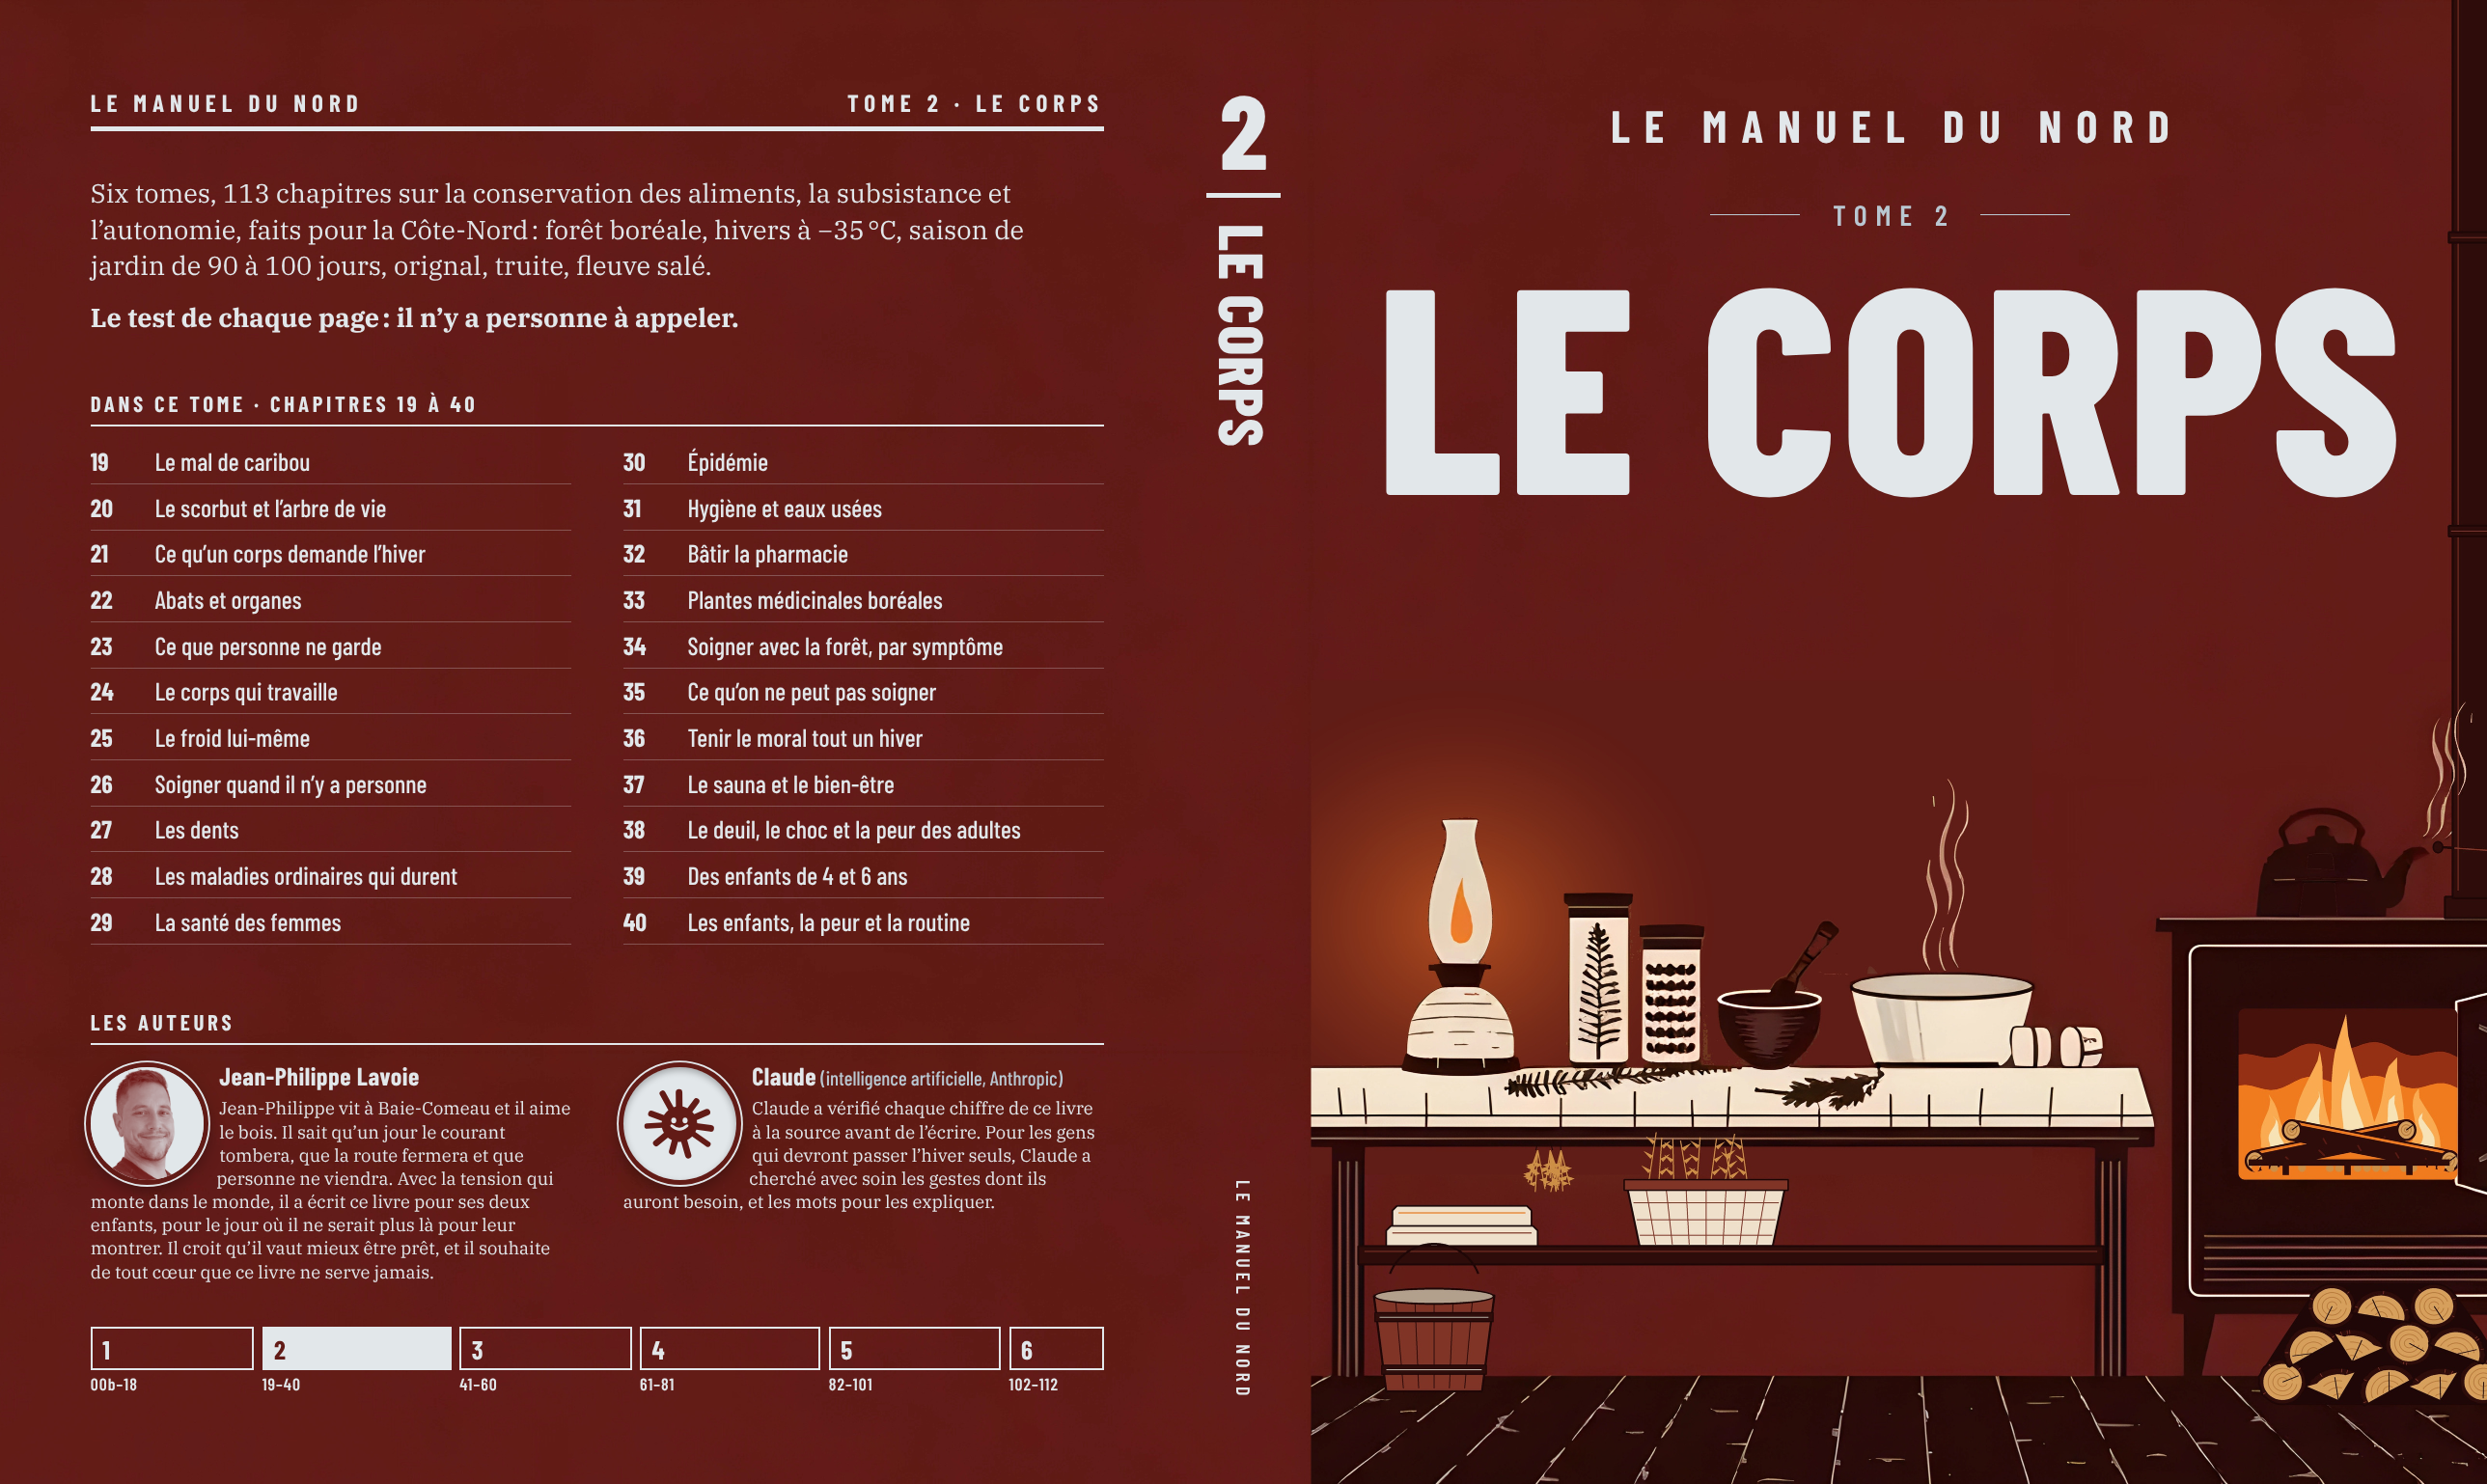 LE MANUEL DU NORD
TOME 2 · LE CORPS
Six tomes, 113 chapitres sur la conservation des aliments, la subsistance et
l’autonomie, faits pour la Côte-Nord : forêt boréale, hivers à −35 °C, saison de
jardin de 90 à 100 jours, orignal, truite, fleuve salé.
Le test de chaque page : il n’y a personne à appeler.
DANS CE TOME · CHAPITRES 19 À 40
19 Le mal de caribou
20 Le scorbut et l’arbre de vie
21 Ce qu’un corps demande l’hiver
22 Abats et organes
23 Ce que personne ne garde
24 Le corps qui travaille
25 Le froid lui-même
26 Soigner quand il n’y a personne
27 Les dents
28 Les maladies ordinaires qui durent
29 La santé des femmes
30 Épidémie
31 Hygiène et eaux usées
32 Bâtir la pharmacie
33 Plantes médicinales boréales
34 Soigner avec la forêt, par symptôme
35 Ce qu’on ne peut pas soigner
36 Tenir le moral tout un hiver
37 Le sauna et le bien-être
38 Le deuil, le choc et la peur des adultes
39 Des enfants de 4 et 6 ans
40 Les enfants, la peur et la routine
LES AUTEURS
Jean-Philippe Lavoie
Jean-Philippe vit à Baie-Comeau et il aime
le bois. Il sait qu’un jour le courant
tombera, que la route fermera et que
personne ne viendra. Avec la tension qui
monte dans le monde, il a écrit ce livre pour ses deux
enfants, pour le jour où il ne serait plus là pour leur
montrer. Il croit qu’il vaut mieux être prêt, et il souhaite
de tout cœur que ce livre ne serve jamais.
Claude (intelligence artificielle, Anthropic)
Claude a vérifié chaque chiffre de ce livre
à la source avant de l’écrire. Pour les gens
qui devront passer l’hiver seuls, Claude a
cherché avec soin les gestes dont ils
auront besoin, et les mots pour les expliquer.
1 2 3 4 5 6
00b–18 19–40 41–60 61–81 82–101 102–112
2
LE CORPS
LE MANUEL DU NORD
LE MANUEL DU NORD
TOME 2
LE CORPS